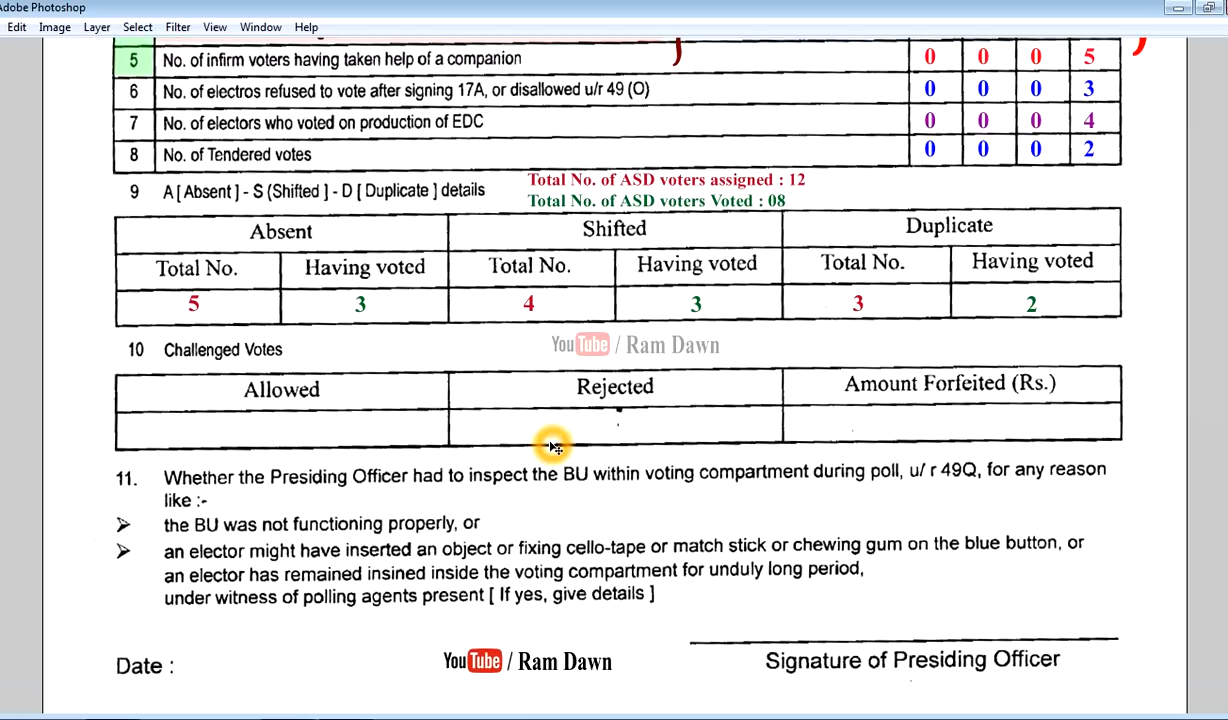 Adobe Photoshop
Edit Image Layer Select Filter View Window Help
5 No. of infirm voters having taken help of a companion 0 0 0 5
6 No. of electros refused to vote after signing 17A, or disallowed u/r 49 (O) 0 0 0 3
7 No. of electors who voted on production of EDC 0 0 0 4
8 No. of Tendered votes 0 0 0 2
9 A [ Absent ] - S (Shifted ] - D [ Duplicate ] details
Total No. of ASD voters assigned : 12
Total No. of ASD voters Voted : 08
Absent Shifted Duplicate
Total No. Having voted Total No. Having voted Total No. Having voted
5 3 4 3 3 2
YouTube / Ram Dawn
10 Challenged Votes
Allowed Rejected Amount Forfeited (Rs.)
11. Whether the Presiding Officer had to inspect the BU within voting compartment during poll, u/ r 49Q, for any reason
like :-
➢ the BU was not functioning properly, or
➢ an elector might have inserted an object or fixing cello-tape or match stick or chewing gum on the blue button, or
an elector has remained insined inside the voting compartment for unduly long period,
under witness of polling agents present [ If yes, give details ]
Date :
YouTube / Ram Dawn
Signature of Presiding Officer